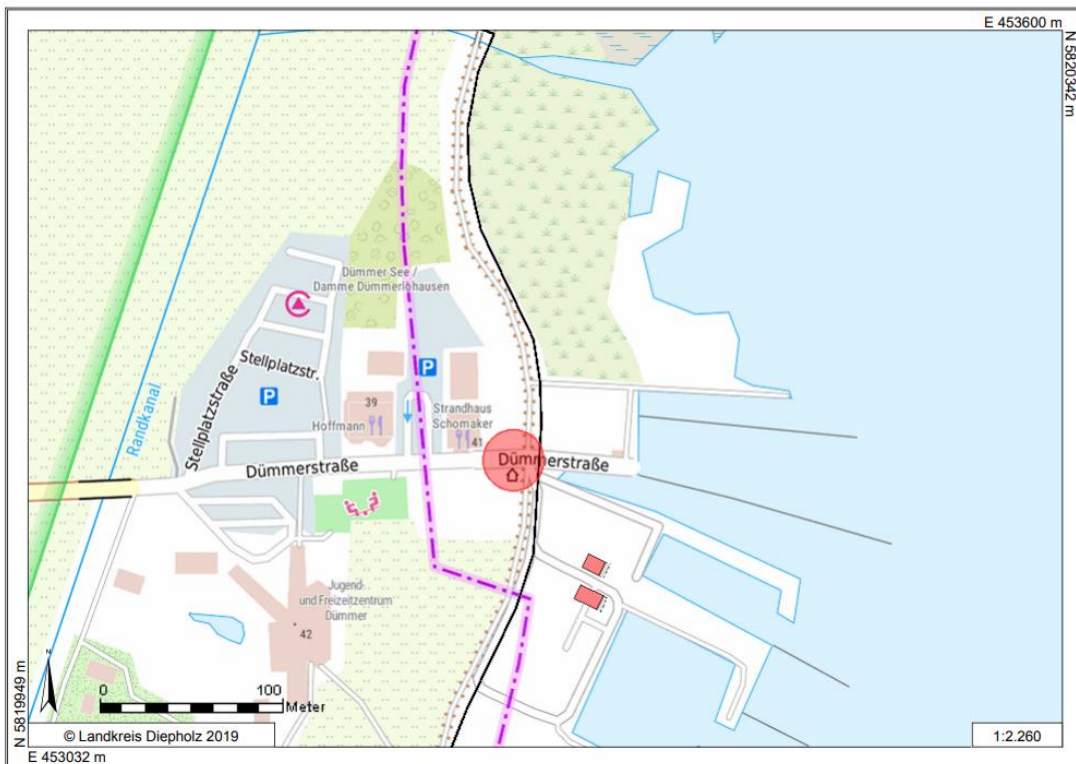 E 453600 m
N 5820342 m
Dümmer See /
Damme Dümmerlohausen
Stellplatzstr.
P
P
Stellplatzstraße
Randkanal
39
Hoffmann
Strandhaus
Schomaker
41
Dümmerstraße
Dümmerstraße
Jugend-
und Freizeitzentrum
Dümmer
42
N
0
100
Meter
N 5819949 m
© Landkreis Diepholz 2019
1:2.260
E 453032 m